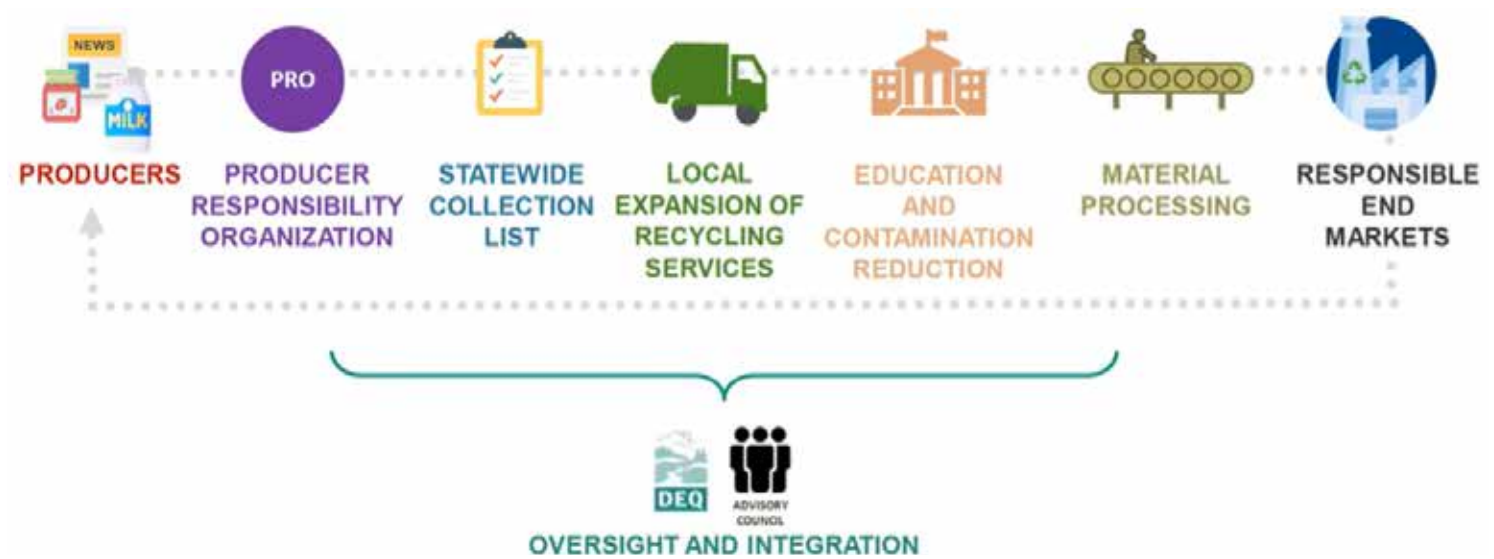 NEWS
MILK
PRO
PRODUCERS
PRODUCER
RESPONSIBILITY
ORGANIZATION
STATEWIDE
COLLECTION
LIST
LOCAL
EXPANSION OF
RECYCLING
SERVICES
EDUCATION
AND
CONTAMINATION
REDUCTION
MATERIAL
PROCESSING
RESPONSIBLE
END
MARKETS
DEQ
ADVISORY
COUNCIL
OVERSIGHT AND INTEGRATION